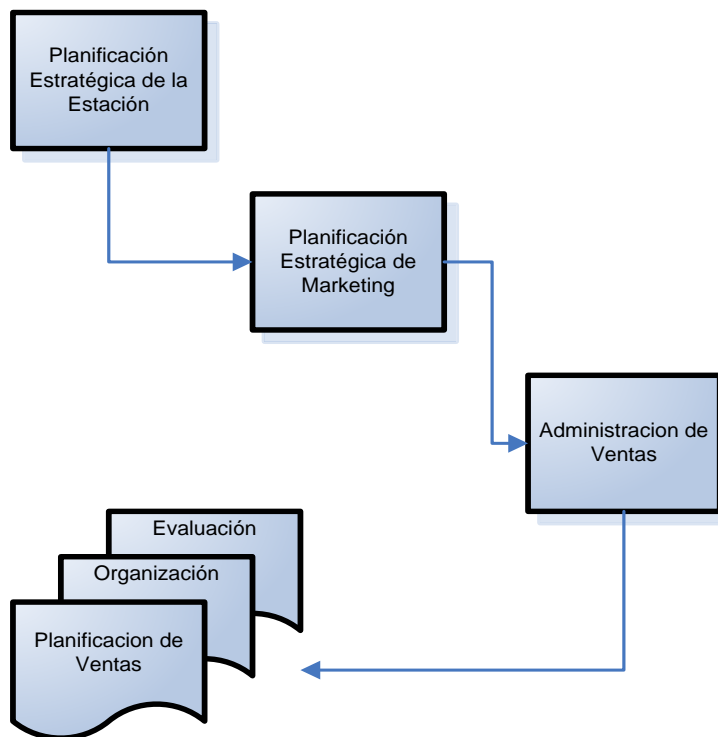 Planificación
Estratégica de la
Estación
Planificación
Estratégica de
Marketing
Administracion de
Ventas
Evaluación
Organización
Planificacion de
Ventas